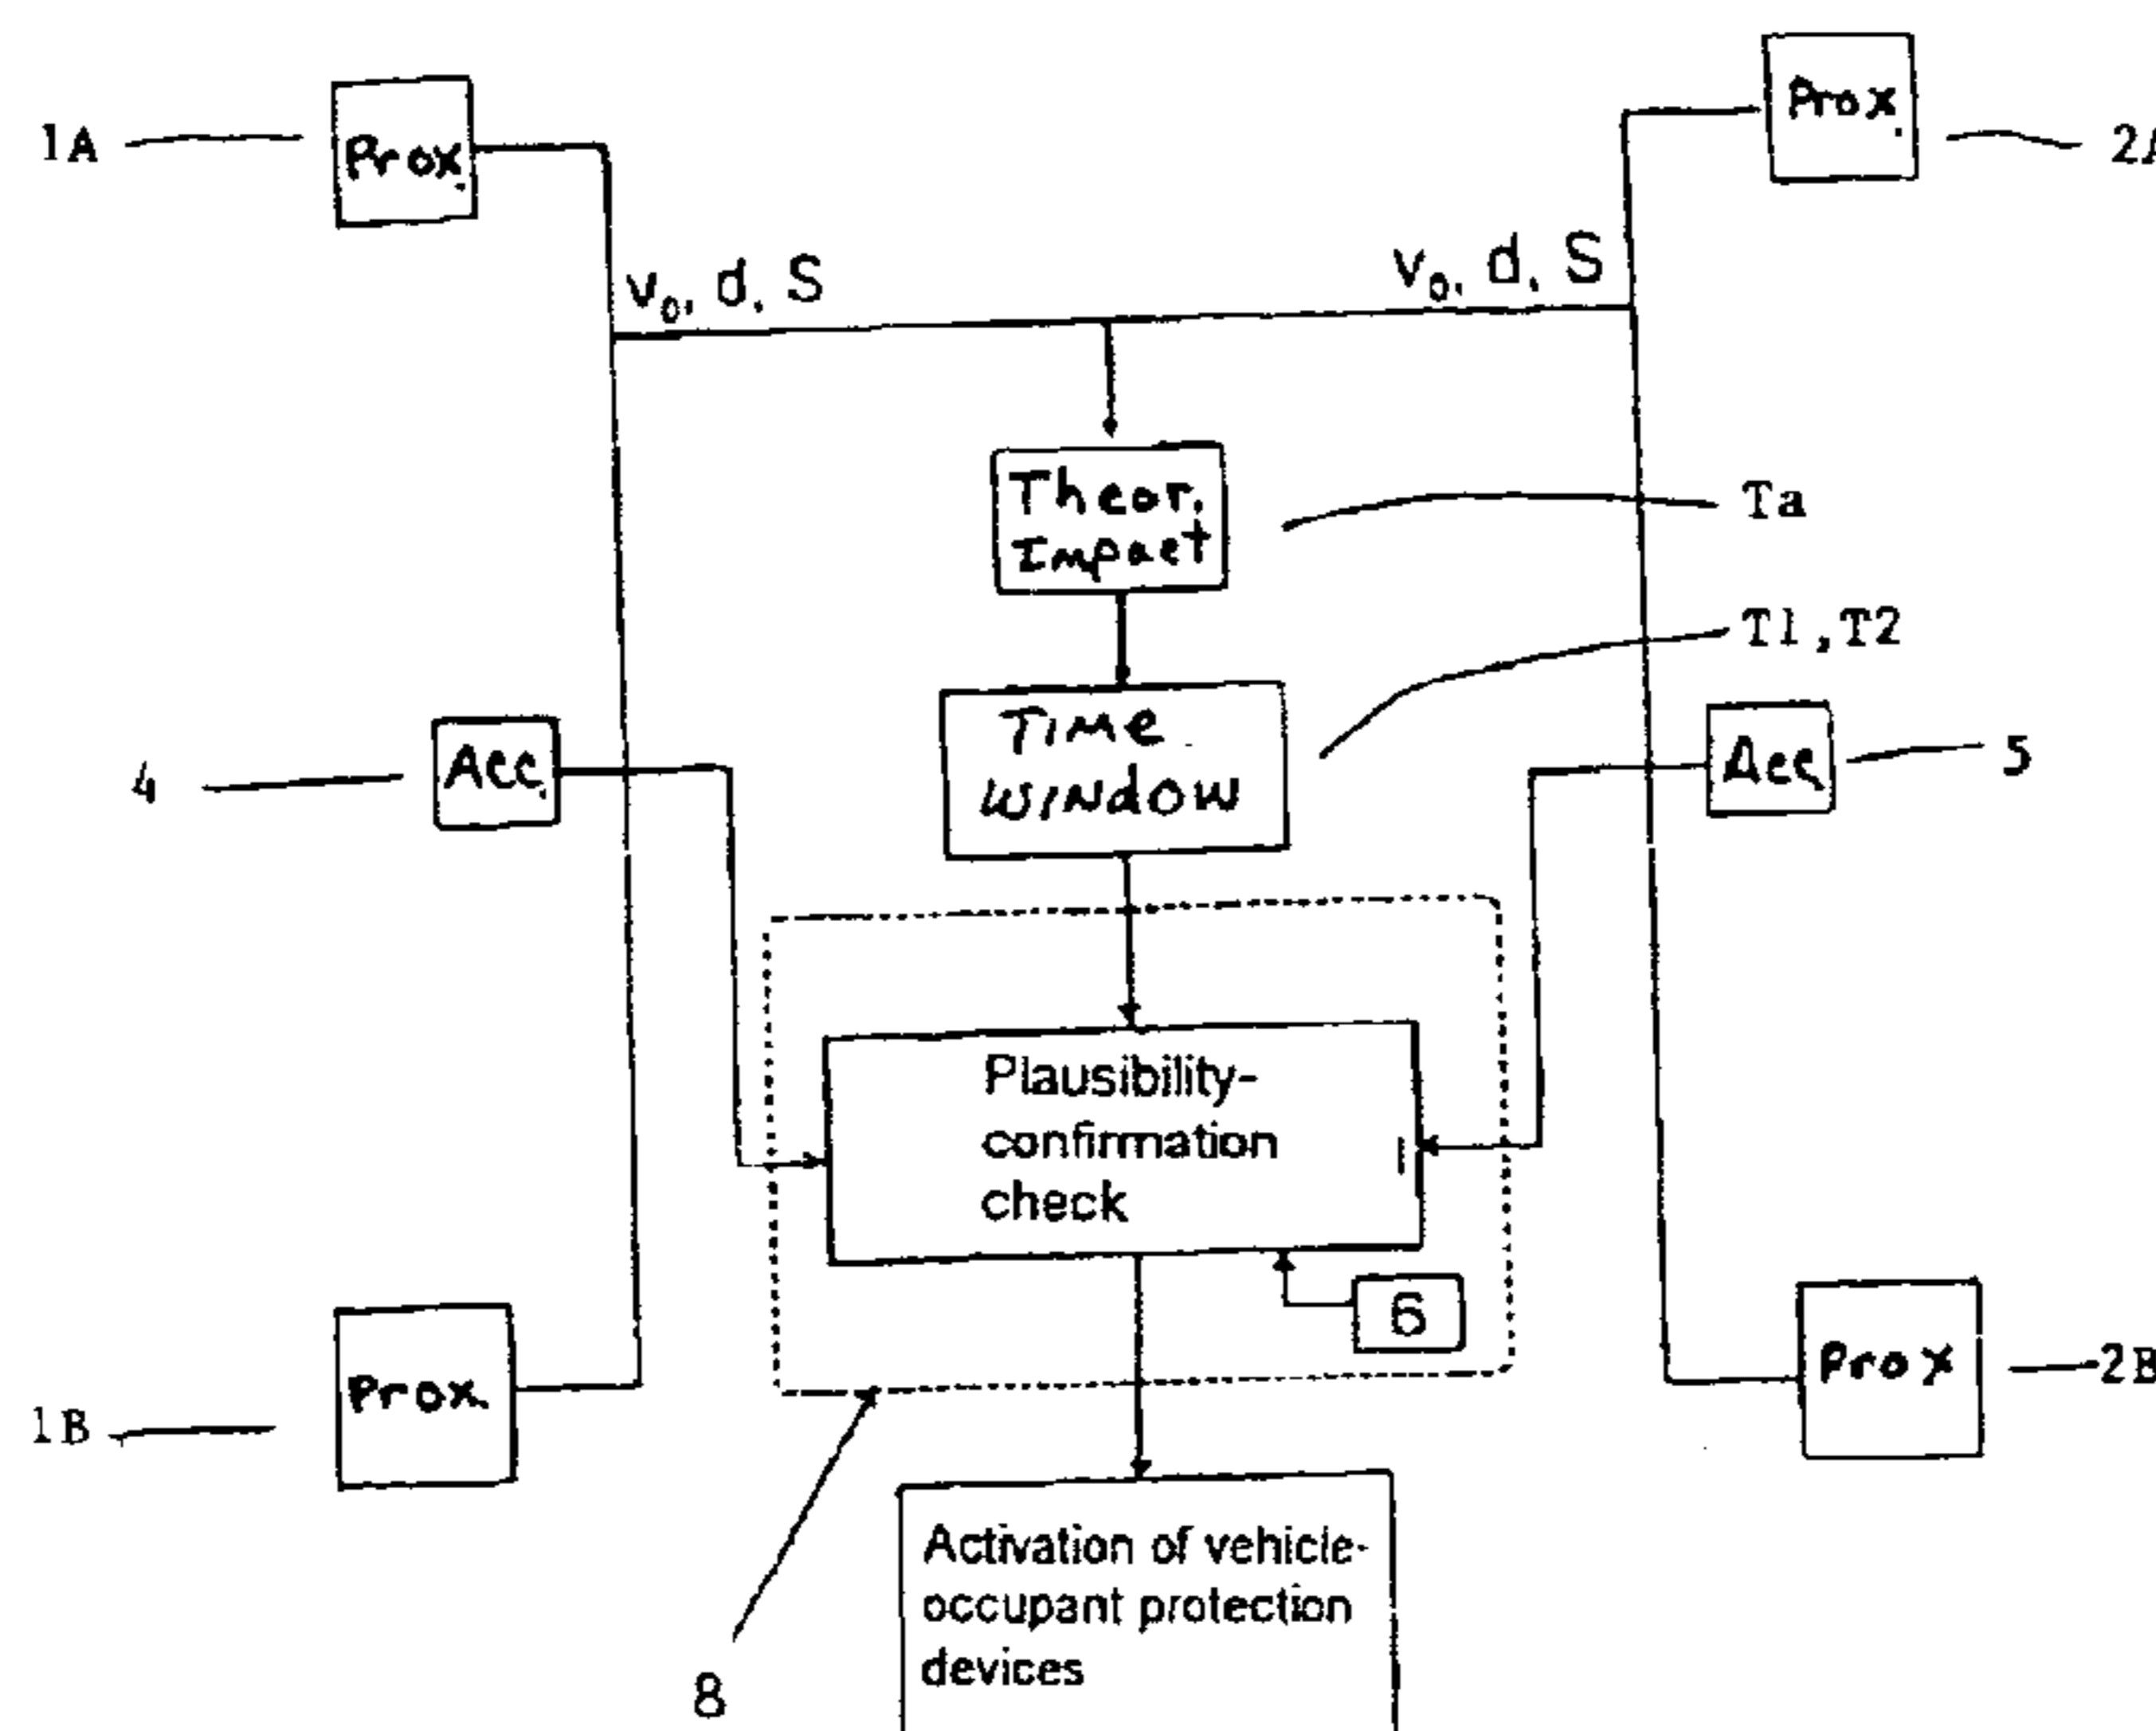 1A
Prox.
Prox.
2A
v₀, d, S
v₀, d, S
Theor.
Impact
Ta
T1,T2
Time
Window
4
Acc.
Acc
5
Plausibility-
confirmation
check
6
1B
Prox.
Prox
2B
Activation of vehicle-
occupant protection
devices
8